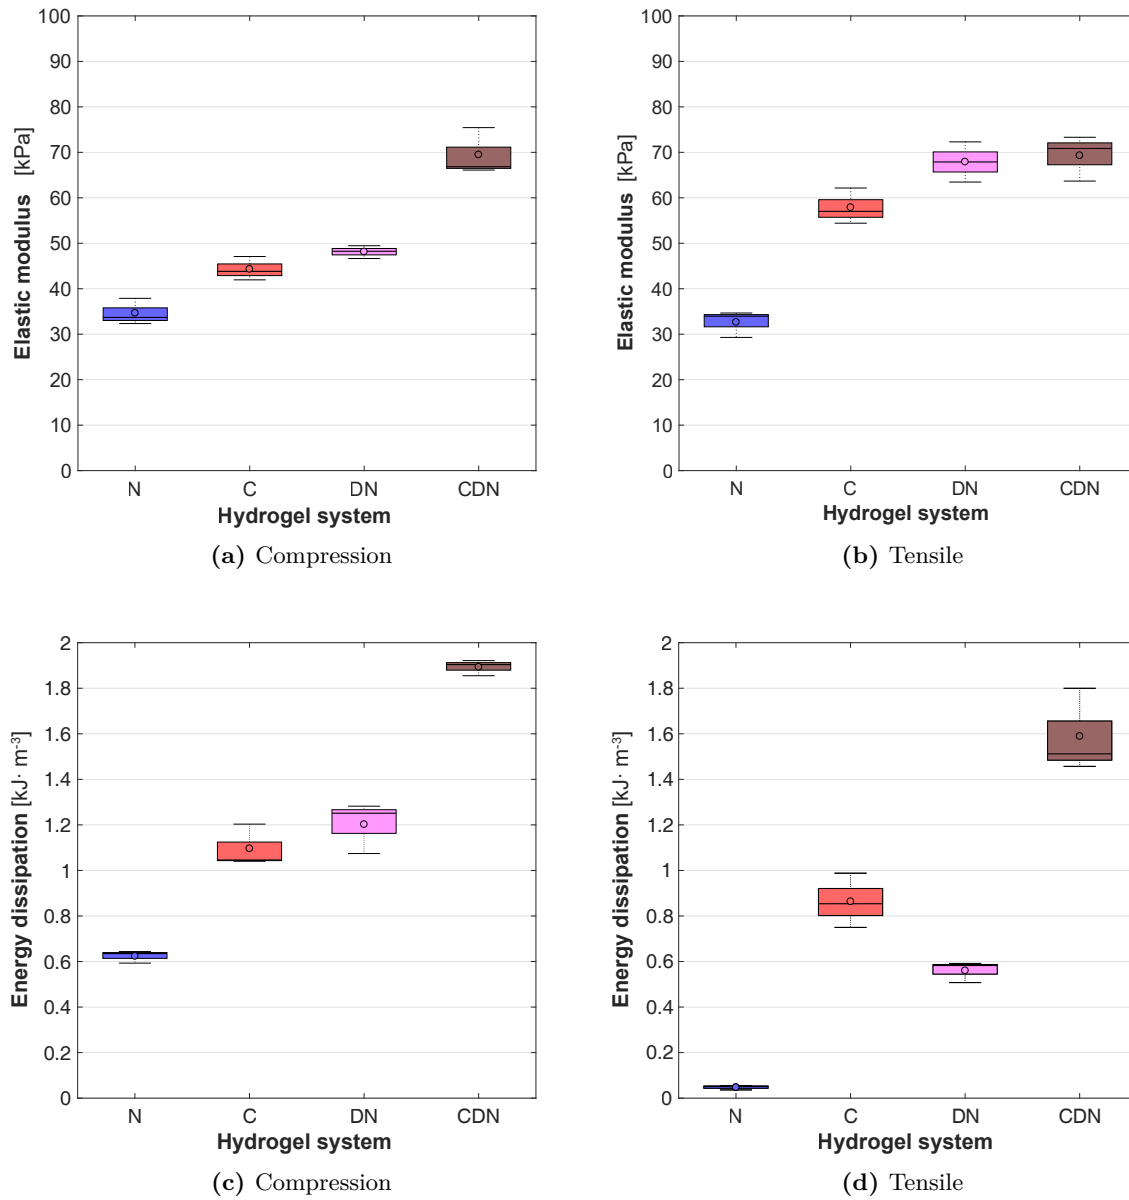 100
90
80
70
60
50
40
30
20
10
0
Elastic modulus [kPa]
N C DN CDN
Hydrogel system
(a) Compression
100
90
80
70
60
50
40
30
20
10
0
Elastic modulus [kPa]
N C DN CDN
Hydrogel system
(b) Tensile
2
1.8
1.6
1.4
1.2
1
0.8
0.6
0.4
0.2
0
Energy dissipation [kJ· m-3]
N C DN CDN
Hydrogel system
(c) Compression
2
1.8
1.6
1.4
1.2
1
0.8
0.6
0.4
0.2
0
Energy dissipation [kJ· m-3]
N C DN CDN
Hydrogel system
(d) Tensile